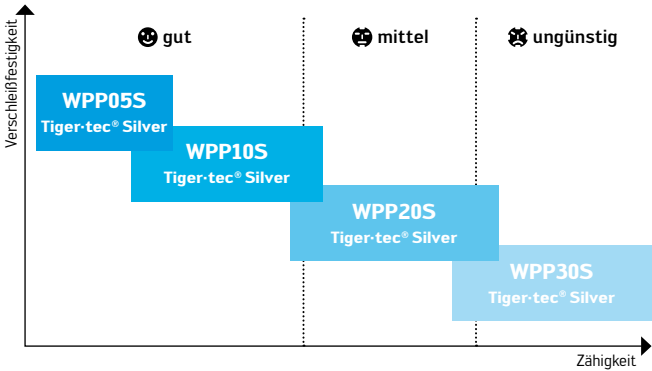 Verschleißfestigkeit
gut
mittel
ungünstig
WPP05S
Tiger·tec® Silver
WPP10S
Tiger·tec® Silver
WPP20S
Tiger·tec® Silver
WPP30S
Tiger·tec® Silver
Zähigkeit